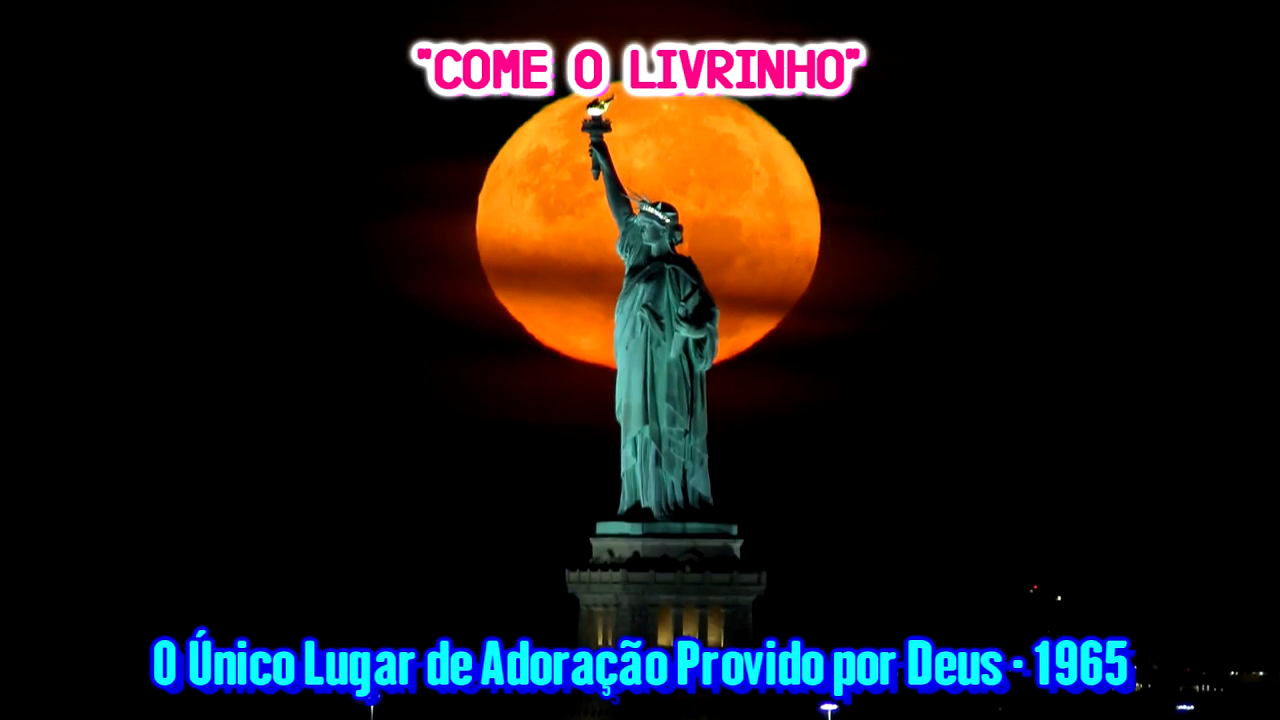 "COME O LIVRINHO"
O Único Lugar de Adoração Provido por Deus - 1965